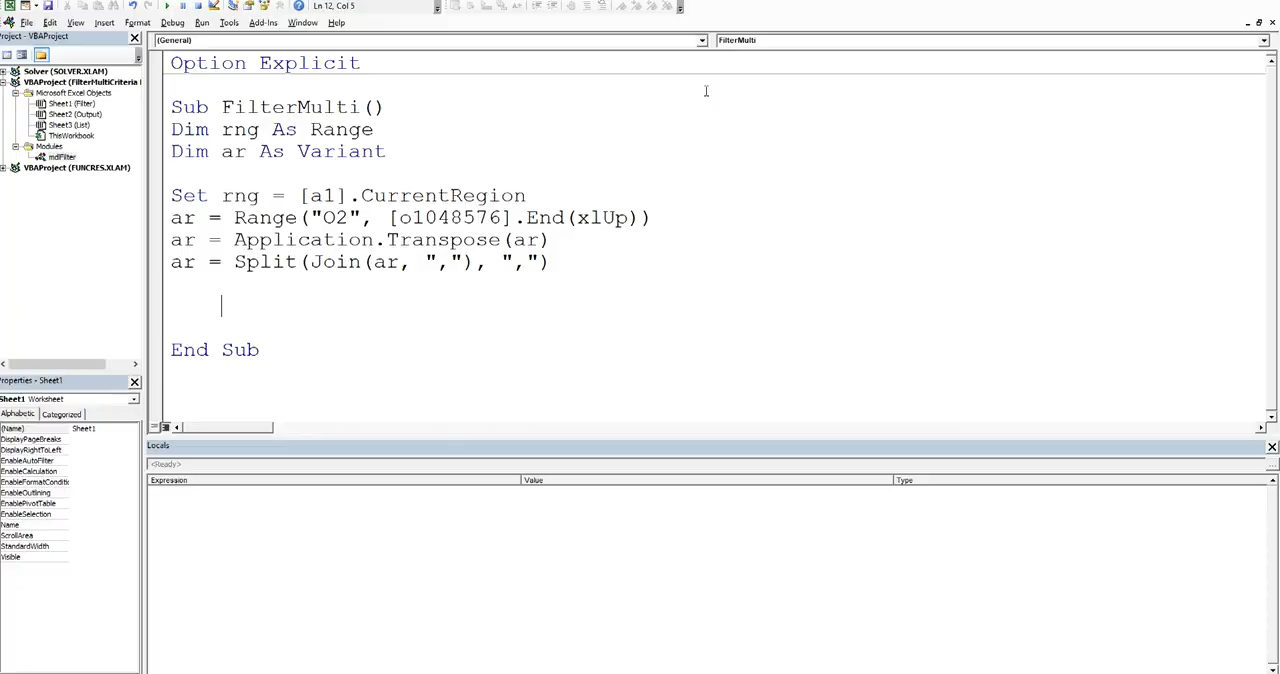 Ln 12, Col 5
File Edit View Insert Format Debug Run Tools Add-Ins Window Help
Project - VBAProject
(General)
FilterMulti
Solver (SOLVER.XLAM)
VBAProject (FilterMultiCriteria
Microsoft Excel Objects
Sheet1 (Filter)
Sheet2 (Output)
Sheet3 (List)
ThisWorkbook
Modules
mdlFilter
VBAProject (FUNCRES.XLAM)
Option Explicit
Sub FilterMulti()
Dim rng As Range
Dim ar As Variant
Set rng = [a1].CurrentRegion
ar = Range("O2", [o1048576].End(xlUp))
ar = Application.Transpose(ar)
ar = Split(Join(ar, ","), ",")
End Sub
Properties - Sheet1
Sheet1 Worksheet
Alphabetic Categorized
(Name) Sheet1
DisplayPageBreaks
DisplayRightToLeft
EnableAutoFilter
EnableCalculation
EnableFormatConditi
EnableOutlining
EnablePivotTable
EnableSelection
Name
ScrollArea
StandardWidth
Visible
Locals
<Ready>
Expression Value Type